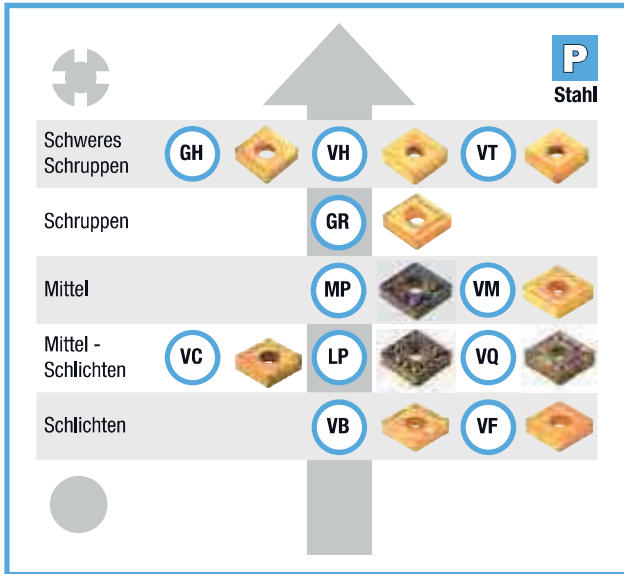 P
Stahl
Schweres
Schruppen
GH
VH
VT
Schruppen
GR
Mittel
MP
VM
Mittel -
Schlichten
VC
LP
VQ
Schlichten
VB
VF